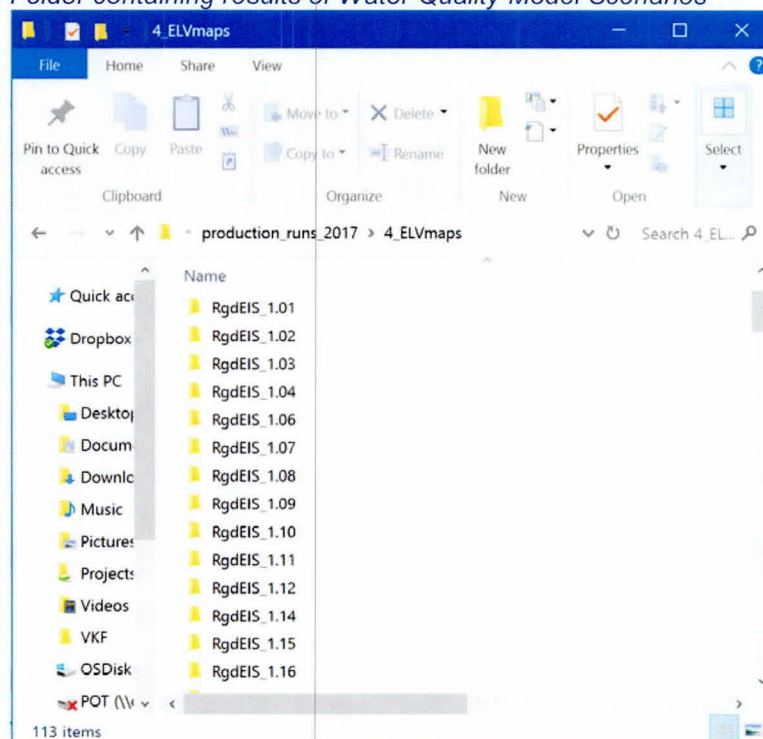 Folder containing results of Water Quality Model Scenarios
4_ELVmaps
File Home Share View
Pin to Quick access
Copy
Paste
Clipboard
Move to
Copy to
Delete
Rename
Organize
New folder
New
Properties
Open
Select
production_runs_2017 > 4_ELVmaps
Search 4_EL...
Name
Quick acc
Dropbox
This PC
Desktop
Docum
Downlc
Music
Pictures
Projects
Videos
VKF
OSDisk
POT (\\
RgdEIS_1.01
RgdEIS_1.02
RgdEIS_1.03
RgdEIS_1.04
RgdEIS_1.06
RgdEIS_1.07
RgdEIS_1.08
RgdEIS_1.09
RgdEIS_1.10
RgdEIS_1.11
RgdEIS_1.12
RgdEIS_1.14
RgdEIS_1.15
RgdEIS_1.16
113 items